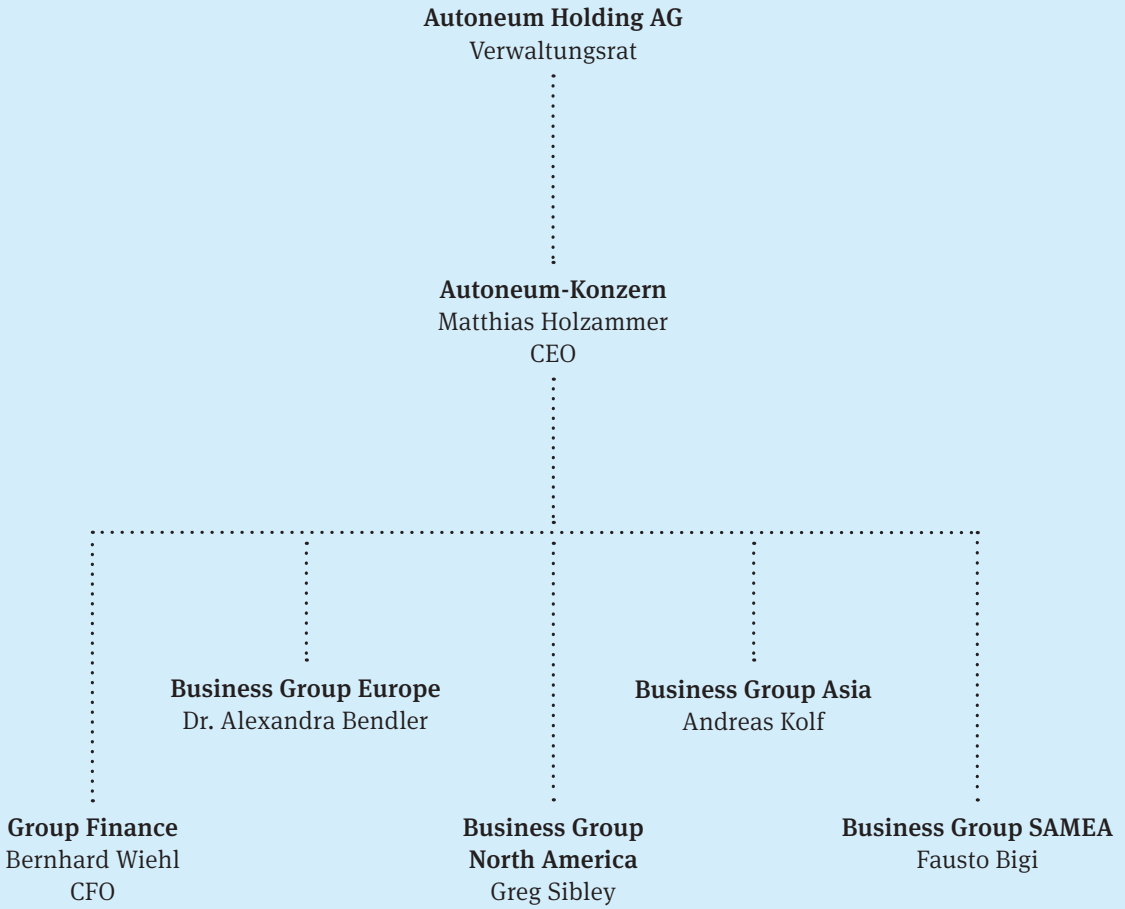 Autoneum Holding AG
Verwaltungsrat
Autoneum-Konzern
Matthias Holzammer
CEO
Business Group Europe
Dr. Alexandra Bendler
Business Group Asia
Andreas Kolf
Group Finance
Bernhard Wiehl
CFO
Business Group
North America
Greg Sibley
Business Group SAMEA
Fausto Bigi